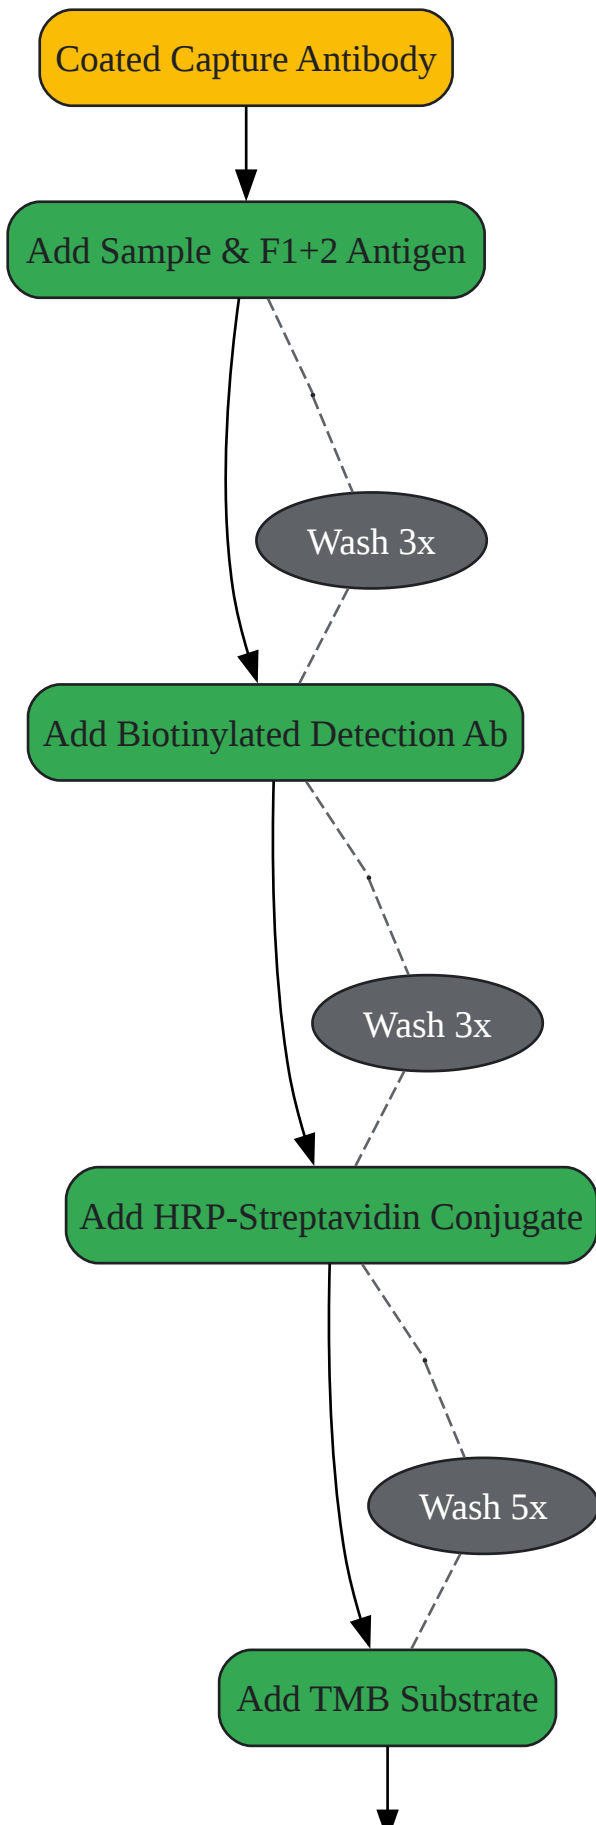 Coated Capture Antibody
Add Sample & F1+2 Antigen
Wash 3x
Add Biotinylated Detection Ab
Wash 3x
Add HRP-Streptavidin Conjugate
Wash 5x
Add TMB Substrate